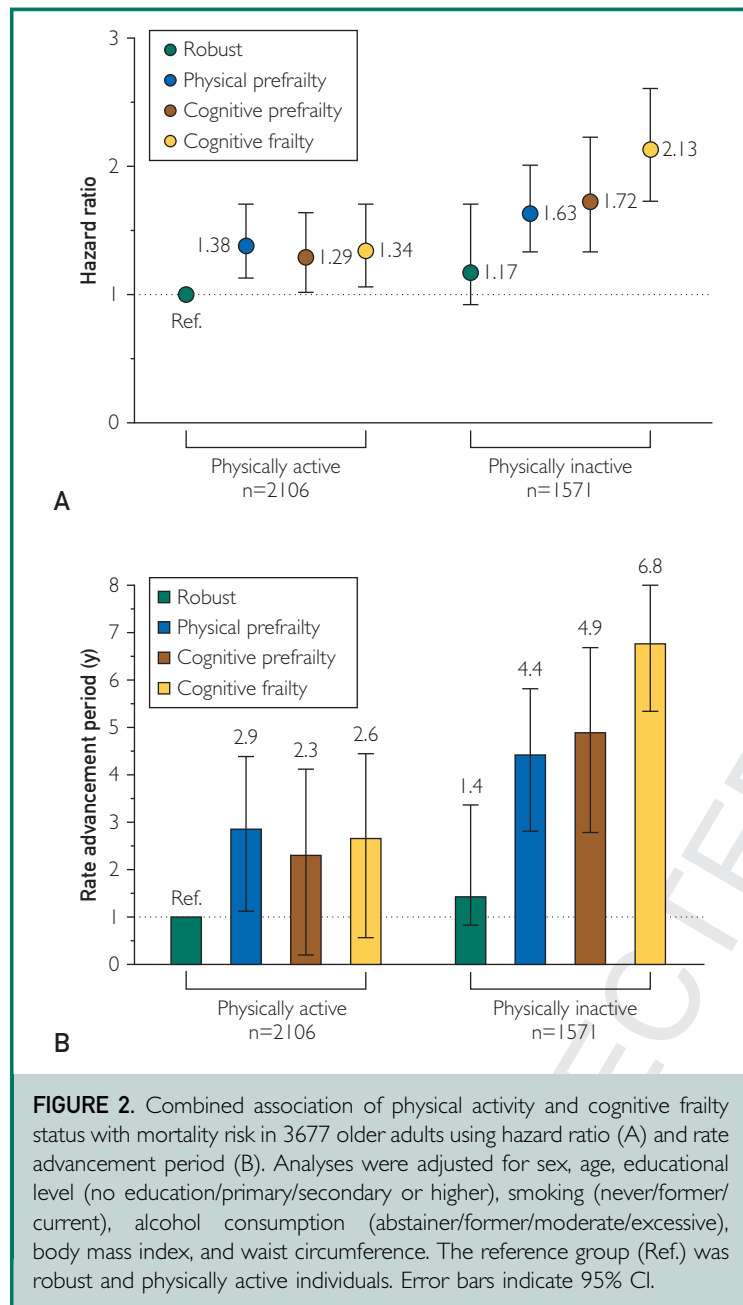 3
Robust
Physical prefrailty
Cognitive prefrailty
Cognitive frailty
2
1
0
Hazard ratio
1.38
1.29
1.34
1.17
1.63
1.72
2.13
Ref.
Physically active
n=2106
Physically inactive
n=1571
A
8
7
6
5
4
3
2
1
0
Rate advancement period (y)
Robust
Physical prefrailty
Cognitive prefrailty
Cognitive frailty
Ref.
2.9
2.3
2.6
1.4
4.4
4.9
6.8
Physically active
n=2106
Physically inactive
n=1571
B
FIGURE 2. Combined association of physical activity and cognitive frailty
status with mortality risk in 3677 older adults using hazard ratio (A) and rate
advancement period (B). Analyses were adjusted for sex, age, educational
level (no education/primary/secondary or higher), smoking (never/former/
current), alcohol consumption (abstainer/former/moderate/excessive),
body mass index, and waist circumference. The reference group (Ref.) was
robust and physically active individuals. Error bars indicate 95% CI.